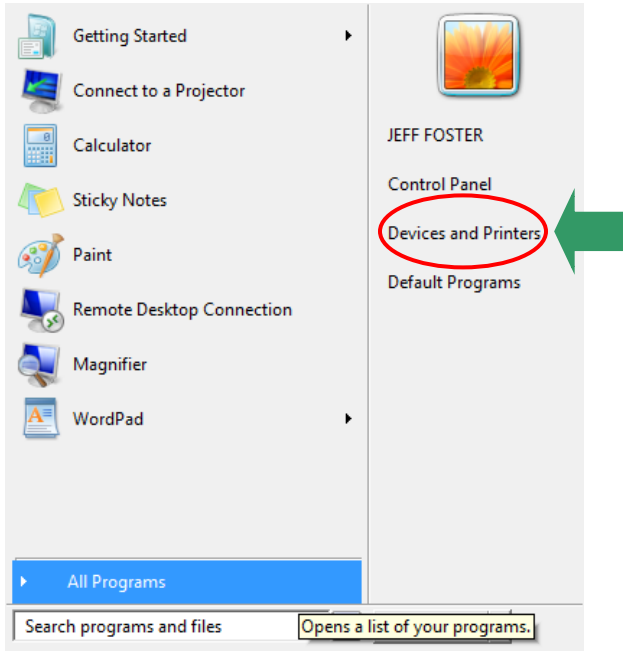 Getting Started
Connect to a Projector
Calculator
Sticky Notes
Paint
Remote Desktop Connection
Magnifier
WordPad
All Programs
Search programs and files
JEFF FOSTER
Control Panel
Devices and Printers
Default Programs
Opens a list of your programs.